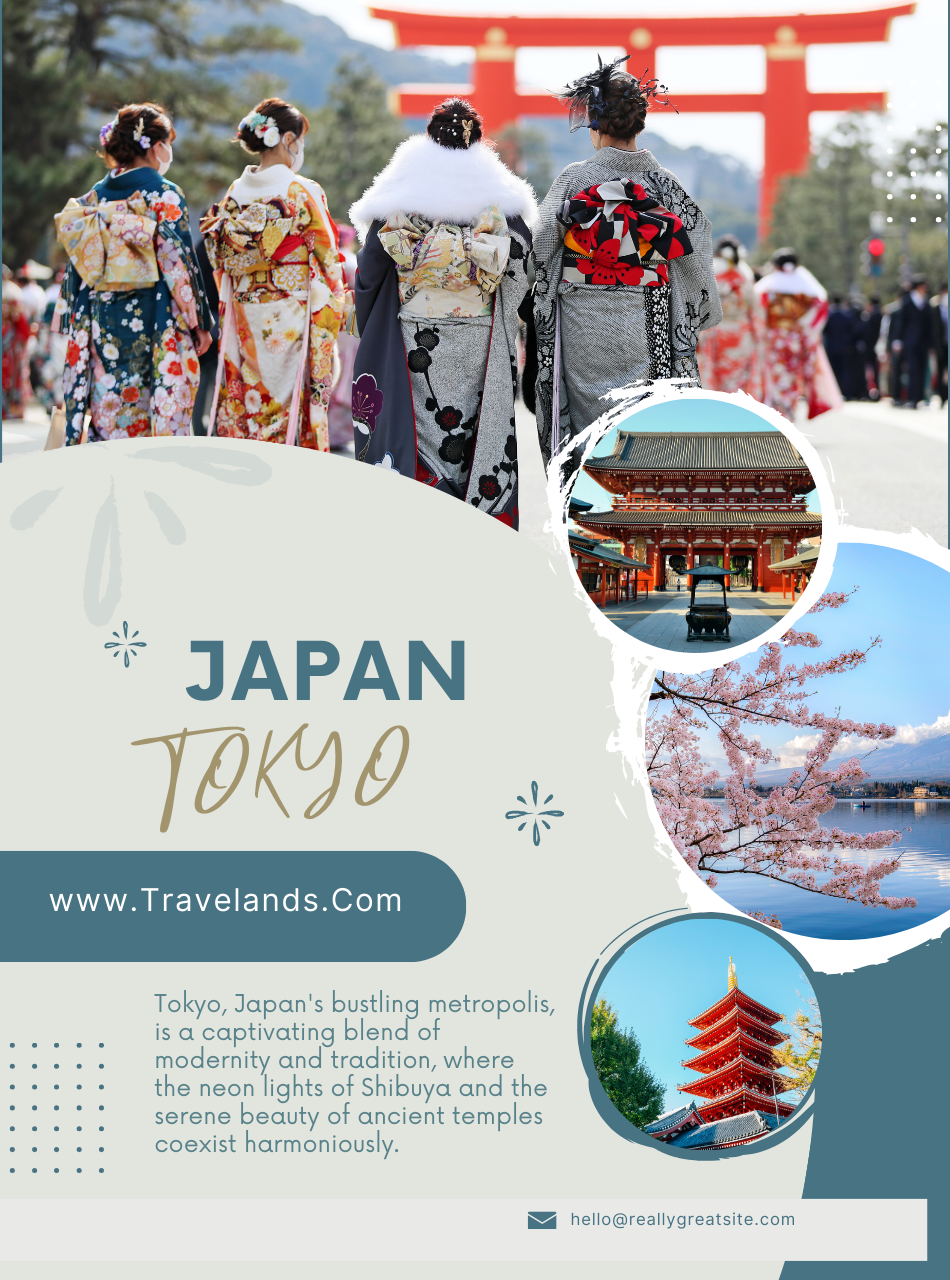 JAPAN
TOKYO
www.Travelands.Com
Tokyo, Japan's bustling metropolis,
is a captivating blend of
modernity and tradition, where
the neon lights of Shibuya and the
serene beauty of ancient temples
coexist harmoniously.
hello@reallygreatsite.com